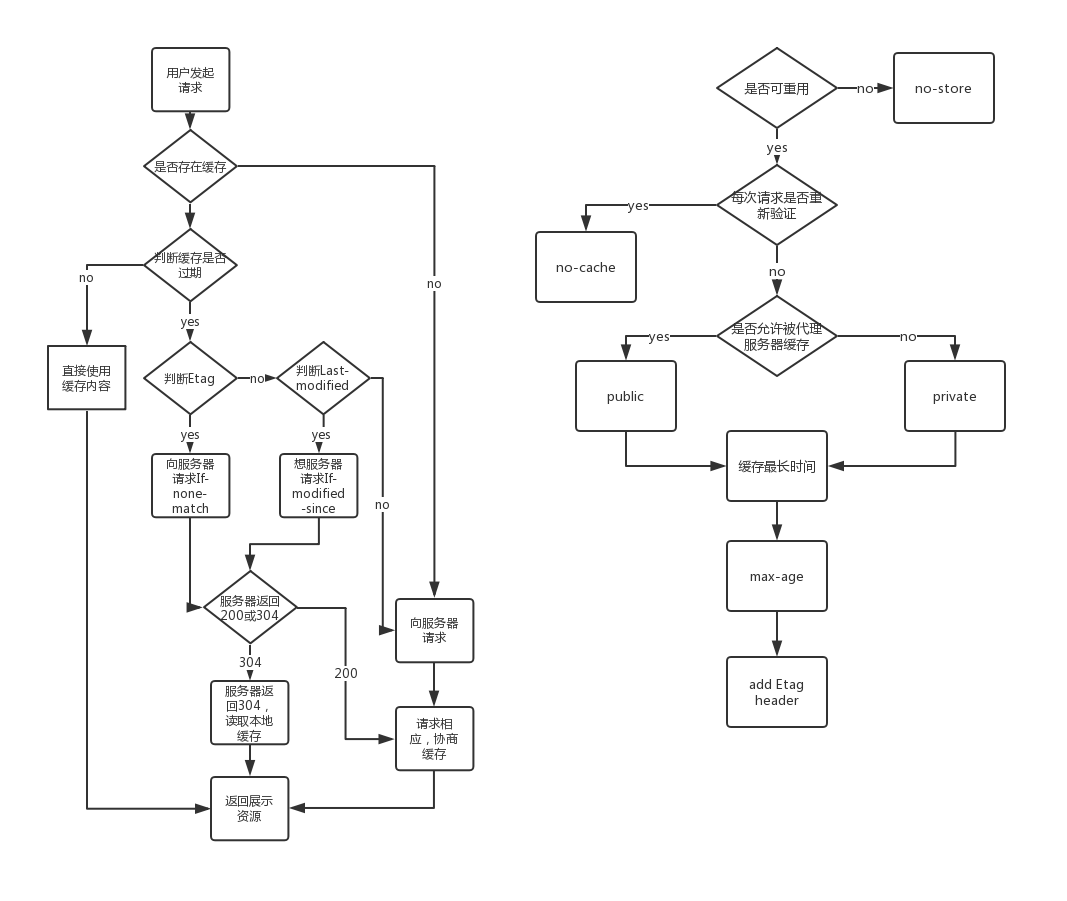 用户发起
请求
是否存在缓存
判断缓存是否
过期
no
yes
no
直接使用
缓存内容
判断Etag
no
判断Last-
modified
yes
yes
向服务器
请求If-
none-
match
想服务器
请求If-
modified
-since
no
服务器返回
200或304
向服务器
请求
304
200
服务器返
回304，
读取本地
缓存
请求相
应，协商
缓存
返回展示
资源
是否可重用
no
no-store
yes
每次请求是否重
新验证
yes
no-cache
no
是否允许被代理
服务器缓存
yes
no
public
private
缓存最长时间
max-age
add Etag
header